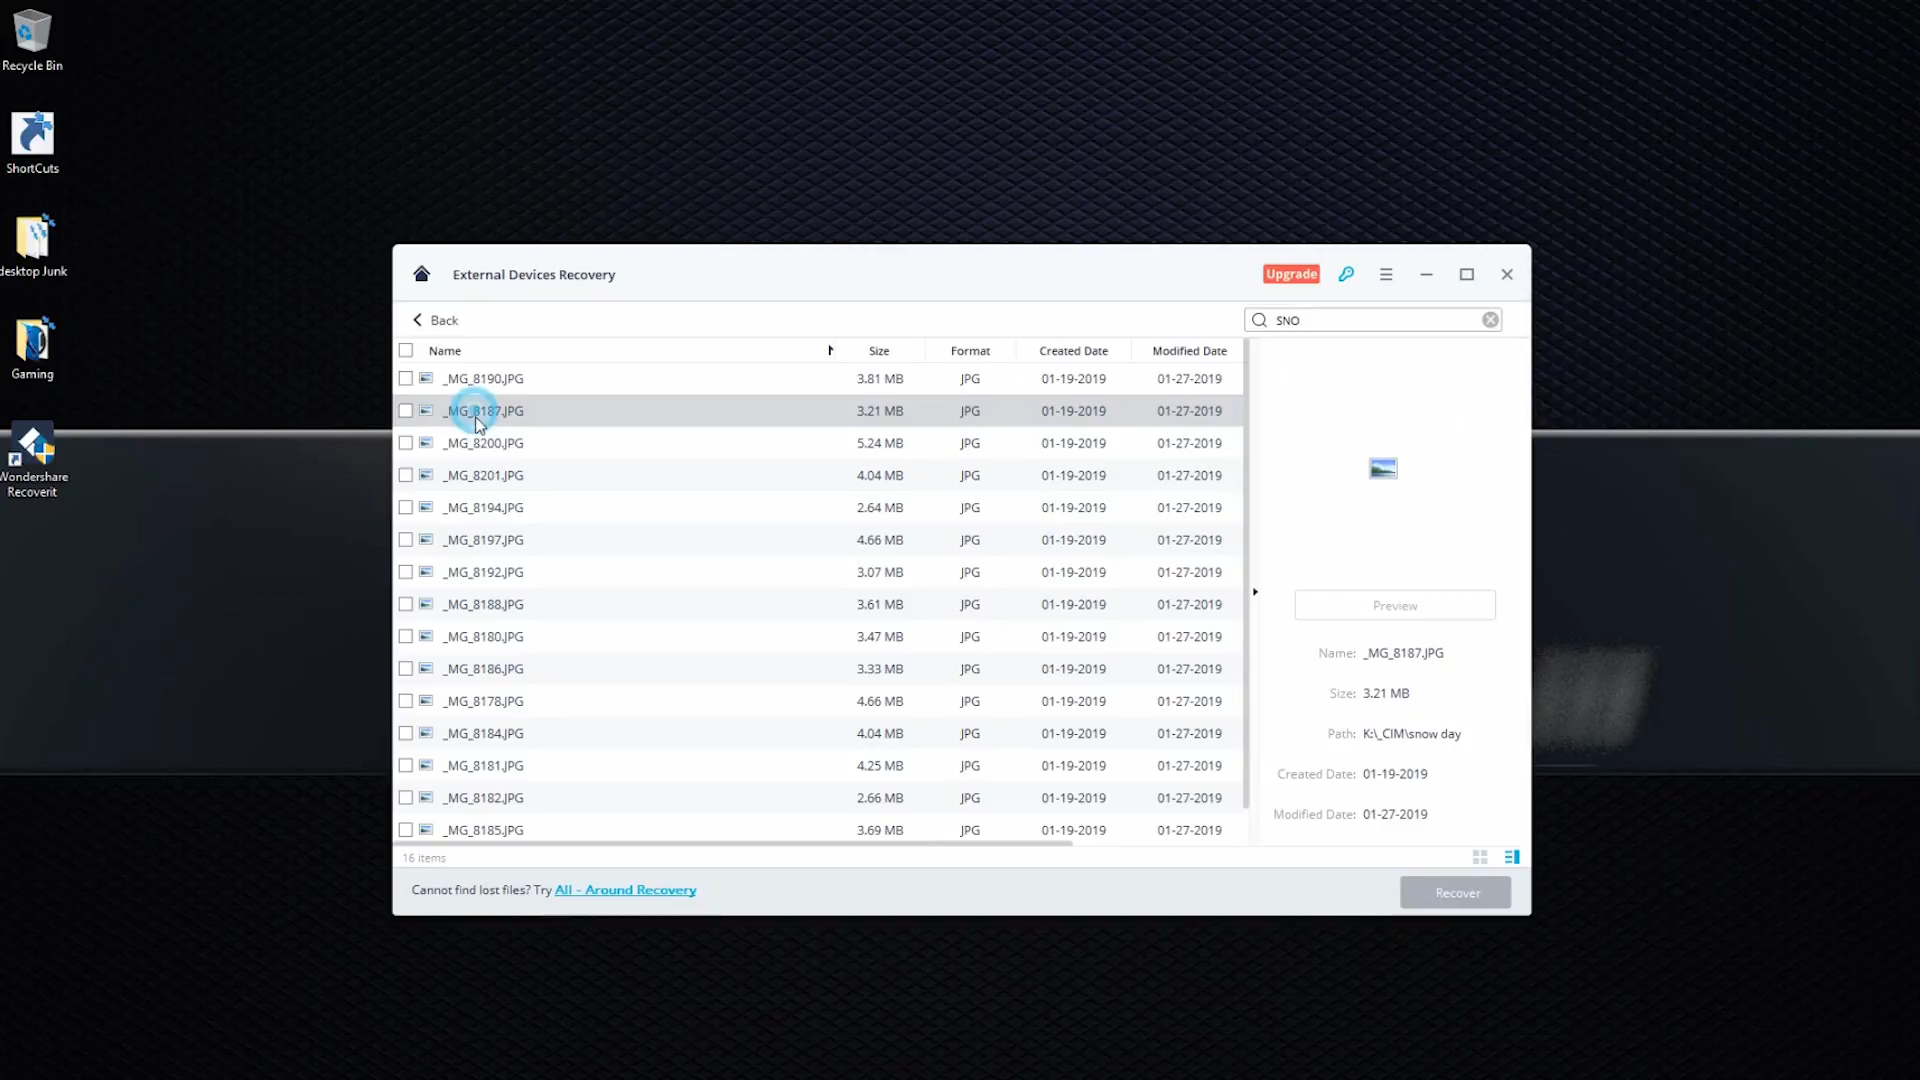 Recycle Bin
ShortCuts
desktop Junk
Gaming
Wondershare
Recoverit
External Devices Recovery
Upgrade
Back
SNO
Name Size Format Created Date Modified Date
_MG_8190.JPG 3.81 MB JPG 01-19-2019 01-27-2019
_MG_8187.JPG 3.21 MB JPG 01-19-2019 01-27-2019
_MG_8200.JPG 5.24 MB JPG 01-19-2019 01-27-2019
_MG_8201.JPG 4.04 MB JPG 01-19-2019 01-27-2019
_MG_8194.JPG 2.64 MB JPG 01-19-2019 01-27-2019
_MG_8197.JPG 4.66 MB JPG 01-19-2019 01-27-2019
_MG_8192.JPG 3.07 MB JPG 01-19-2019 01-27-2019
_MG_8188.JPG 3.61 MB JPG 01-19-2019 01-27-2019
_MG_8180.JPG 3.47 MB JPG 01-19-2019 01-27-2019
_MG_8186.JPG 3.33 MB JPG 01-19-2019 01-27-2019
_MG_8178.JPG 4.66 MB JPG 01-19-2019 01-27-2019
_MG_8184.JPG 4.04 MB JPG 01-19-2019 01-27-2019
_MG_8181.JPG 4.25 MB JPG 01-19-2019 01-27-2019
_MG_8182.JPG 2.66 MB JPG 01-19-2019 01-27-2019
_MG_8185.JPG 3.69 MB JPG 01-19-2019 01-27-2019
Preview
Name: _MG_8187.JPG
Size: 3.21 MB
Path: K:\_CIM\snow day
Created Date: 01-19-2019
Modified Date: 01-27-2019
16 items
Cannot find lost files? Try All - Around Recovery
Recover